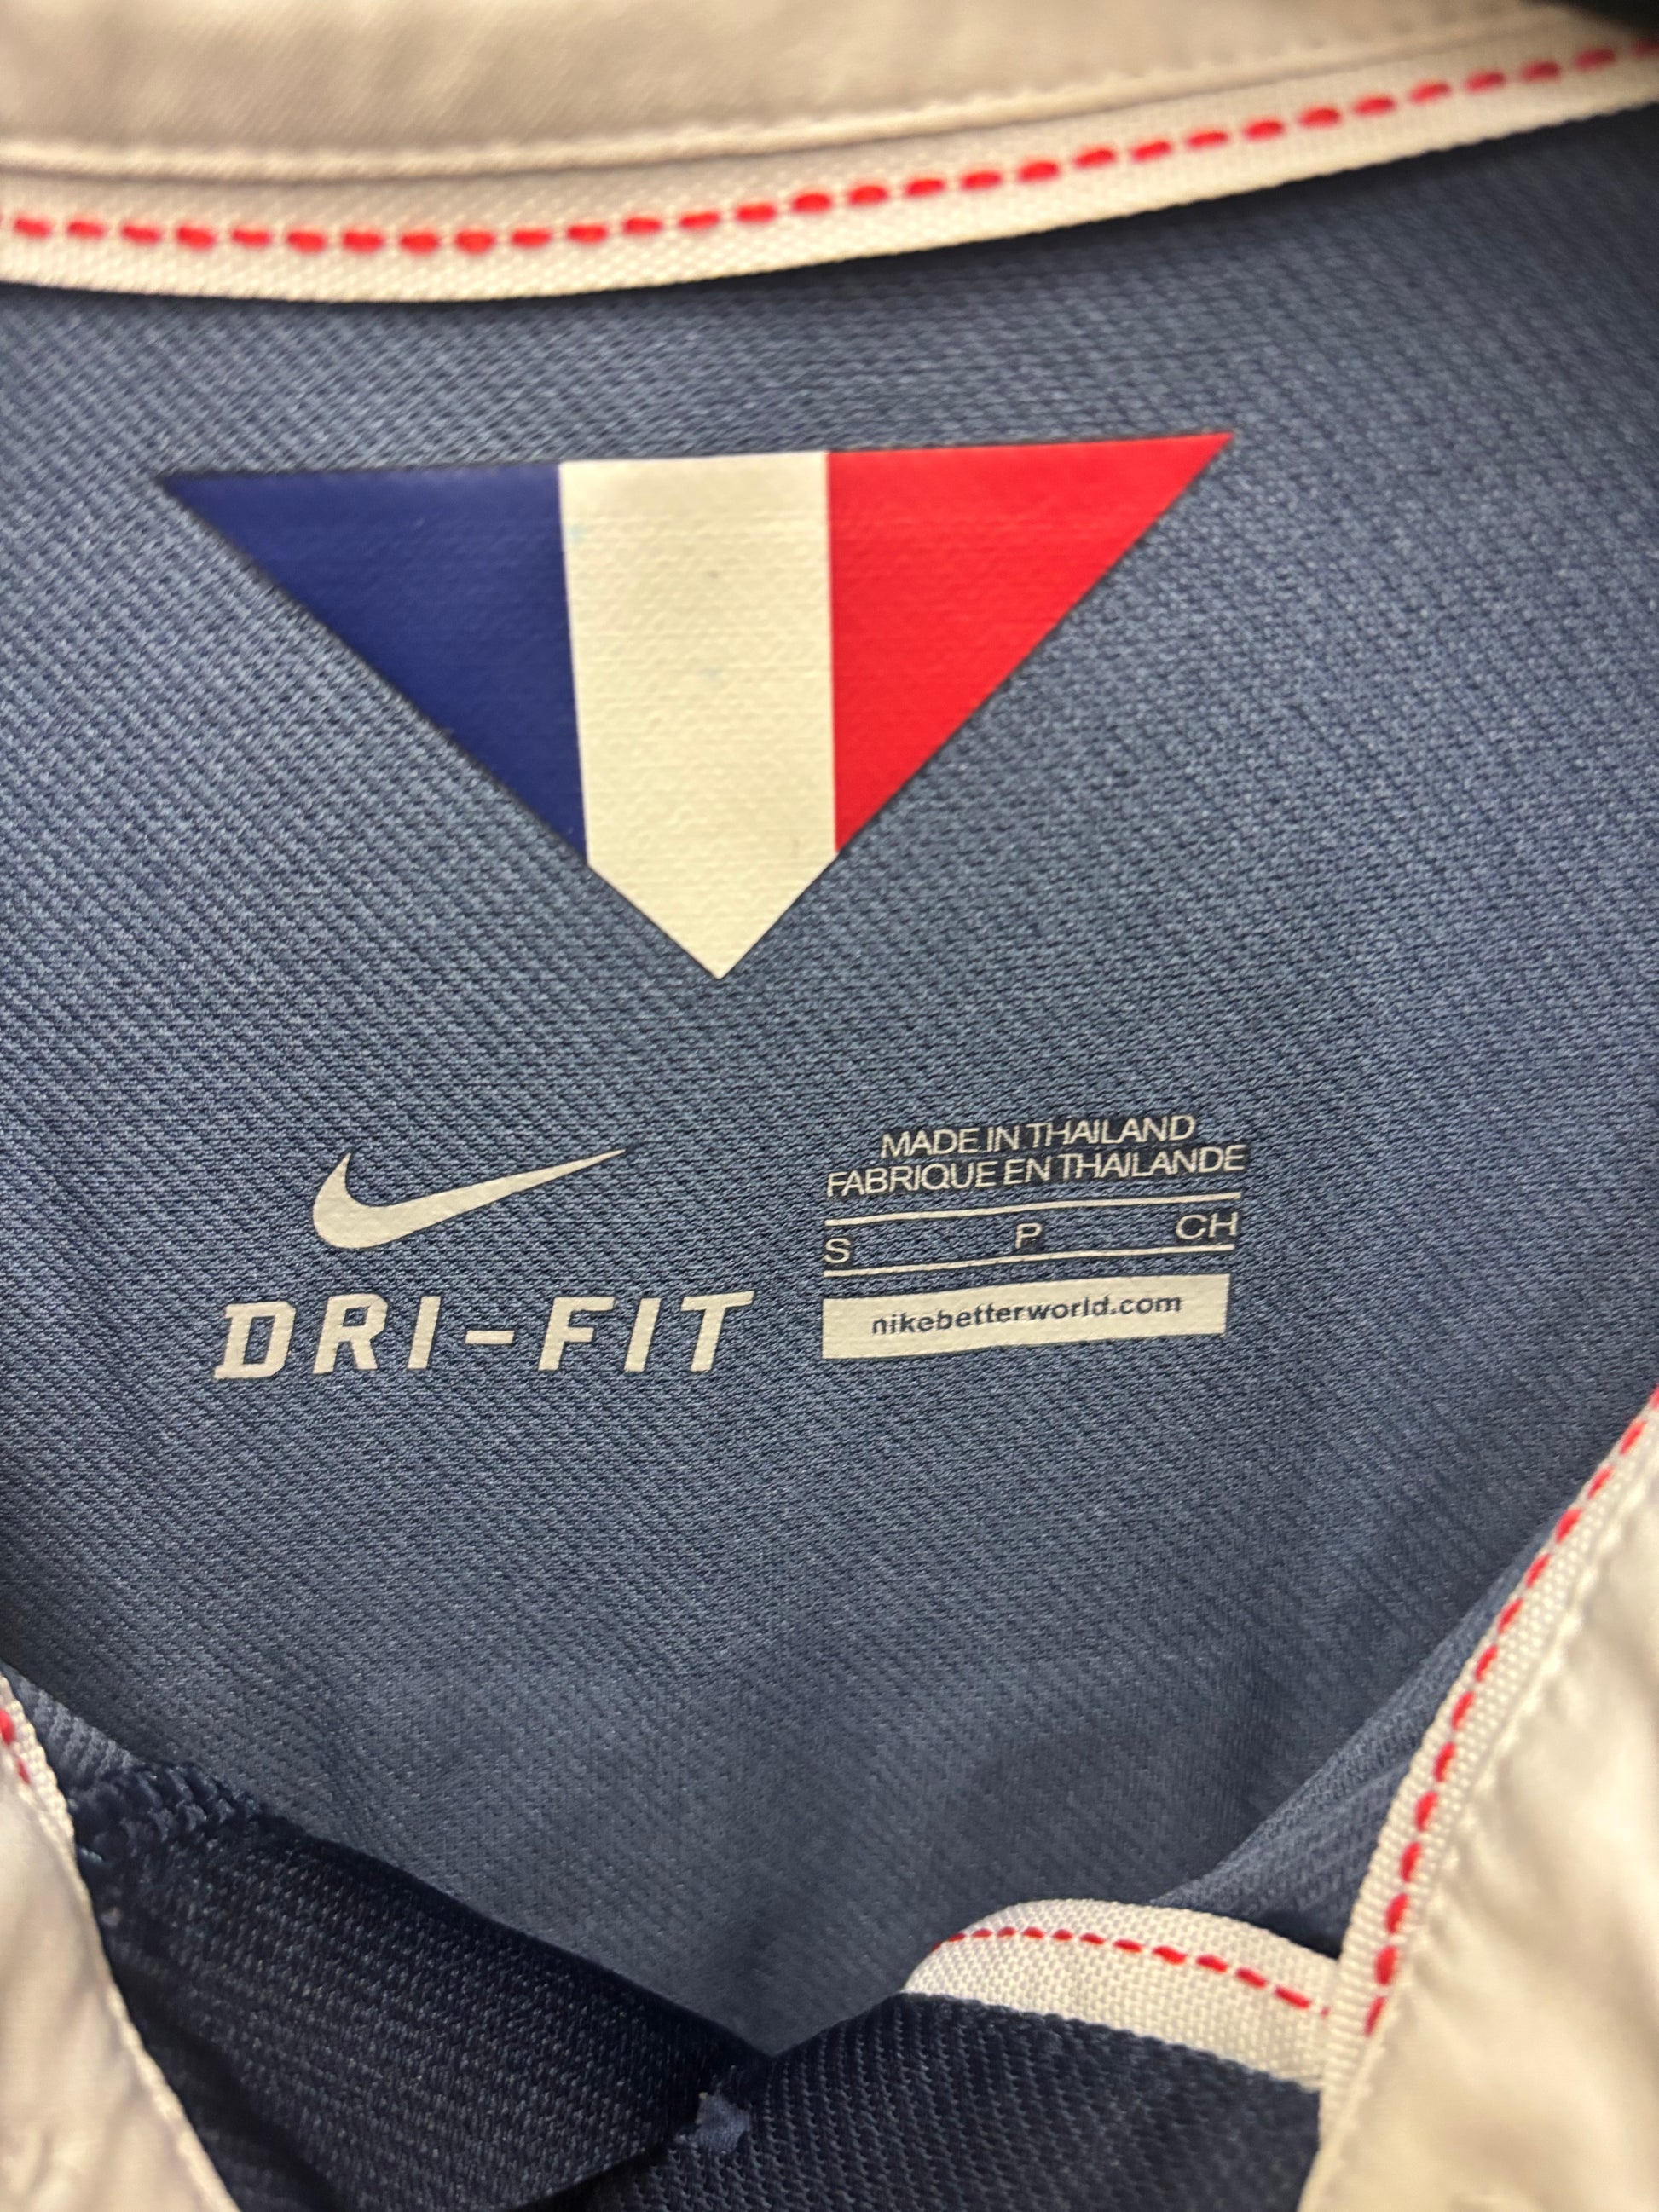 DRI-FIT
MADE IN THAILAND
FABRIQUE EN THAILANDE
S P CH
nikebetterworld.com